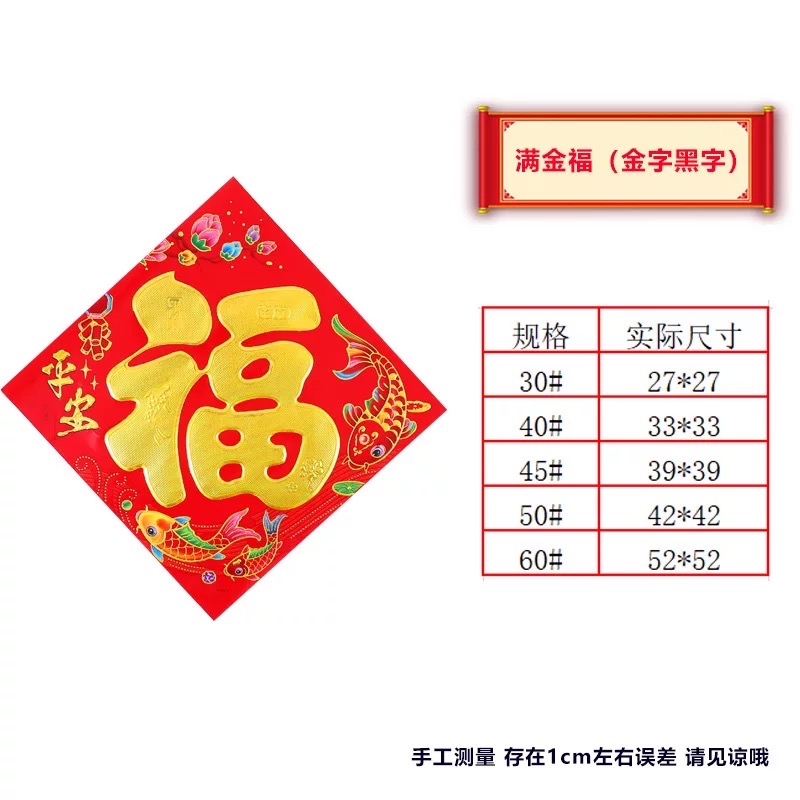 满金福（金字黑字）
福
平安
规格 实际尺寸
30# 27*27
40# 33*33
45# 39*39
50# 42*42
60# 52*52
手工测量 存在1cm左右误差 请见谅哦